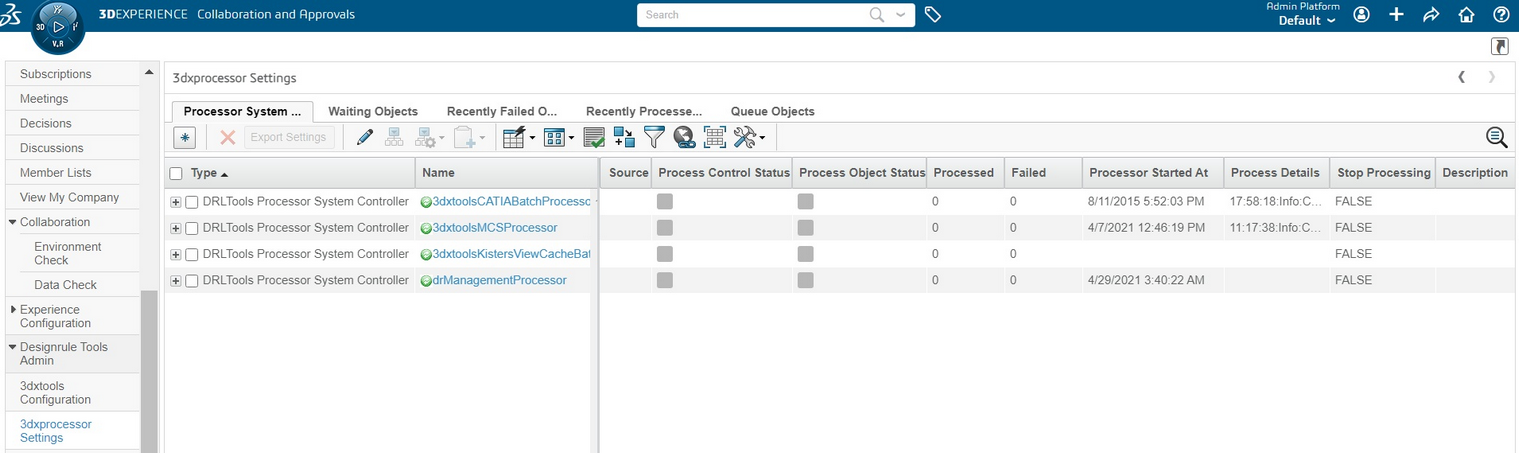 3DEXPERIENCE Collaboration and Approvals
Search
Admin Platform
Default
3D
V.R
Subscriptions
Meetings
Decisions
Discussions
Member Lists
View My Company
Collaboration
Environment
Check
Data Check
Experience
Configuration
Designrule Tools
Admin
3dxtools
Configuration
3dxprocessor
Settings
3dxprocessor Settings
Processor System ... Waiting Objects Recently Failed O... Recently Processe... Queue Objects
Export Settings
Type Name Source Process Control Status Process Object Status Processed Failed Processor Started At Process Details Stop Processing Description
DRLTools Processor System Controller 3dxtoolsCATIABatchProcesso 0 0 8/11/2015 5:52:03 PM 17:58:18:Info:C... FALSE
DRLTools Processor System Controller 3dxtoolsMCSProcessor 0 0 4/7/2021 12:46:19 PM 11:17:38:Info:C... FALSE
DRLTools Processor System Controller 3dxtoolsKistersViewCacheBat 0 0 FALSE
DRLTools Processor System Controller drManagementProcessor 0 0 4/29/2021 3:40:22 AM FALSE